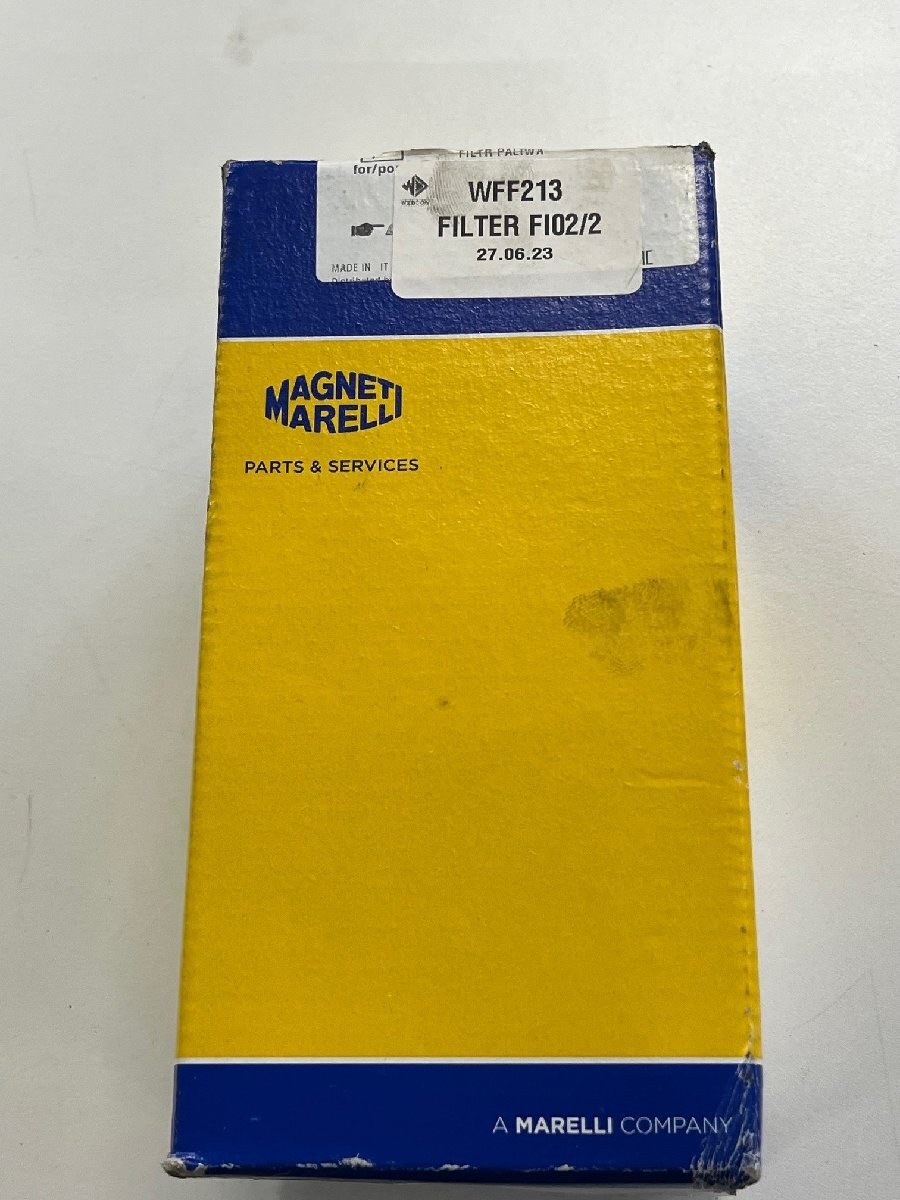 FILTR PALIWA
for/po
WFF213
FILTER FI02/2
27.06.23
MADE IN IT
Distributed
MAGNETI
MARELLI
PARTS & SERVICES
A MARELLI COMPANY